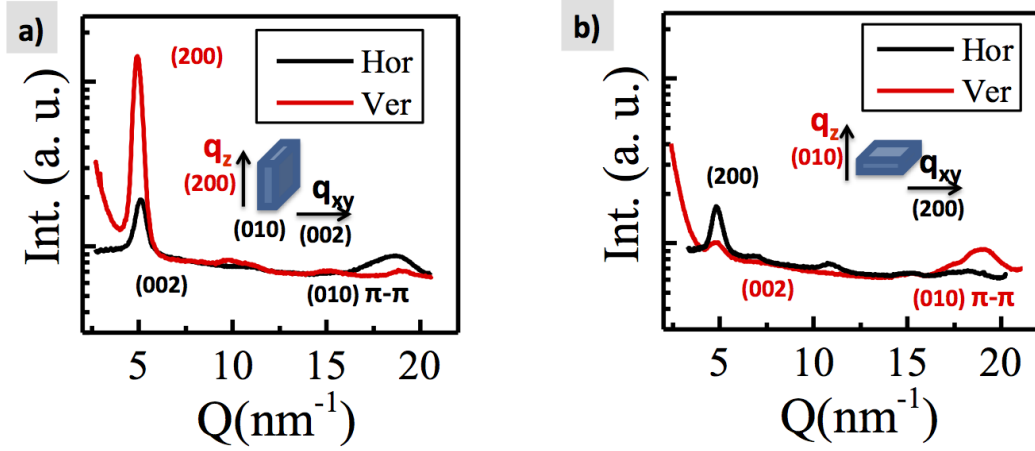 a)
Int. (a. u.)
Hor
Ver
(200)
qz
(200)
(010)
qxy
(002)
(002)
(010) π-π
5 10 15 20
Q(nm-1)
b)
Int. (a. u.)
Hor
Ver
(200)
qz
(010)
qxy
(200)
(002)
(010) π-π
5 10 15 20
Q(nm-1)